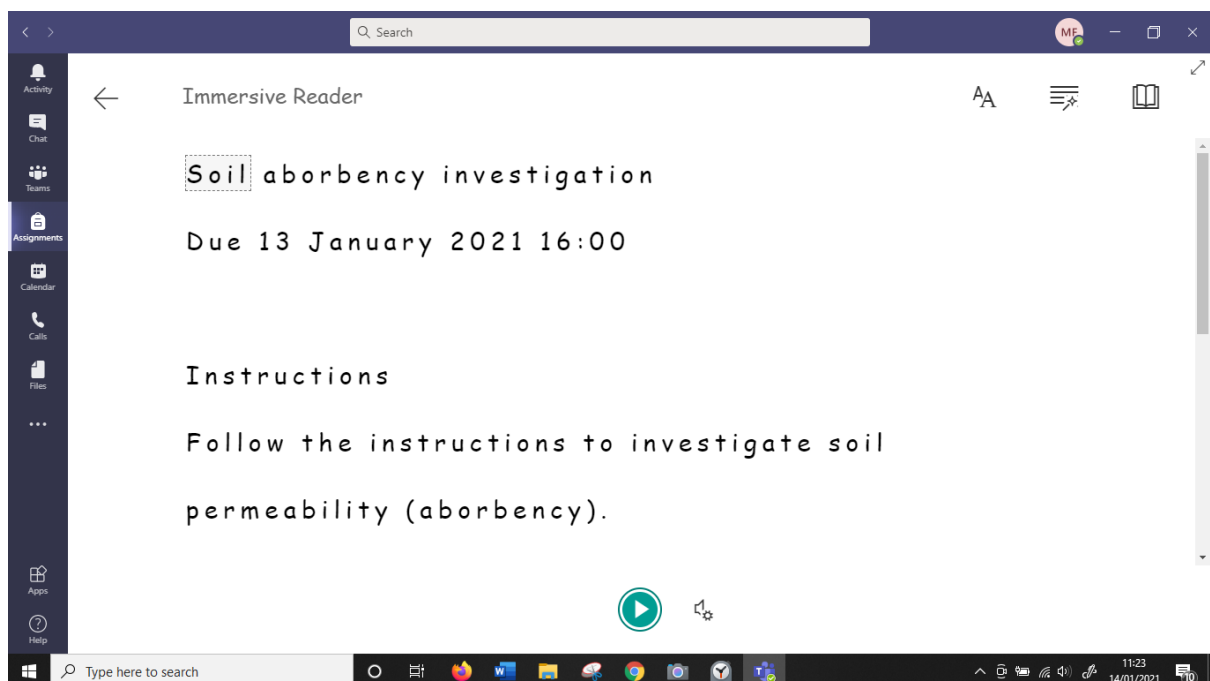 Search
MF
Activity
Immersive Reader
AA
Chat
Soil aborbency investigation
Teams
Due 13 January 2021 16:00
Assignments
Calendar
Calls
Instructions
Files
Follow the instructions to investigate soil
permeability (aborbency).
Apps
Help
Type here to search
11:23
14/01/2021